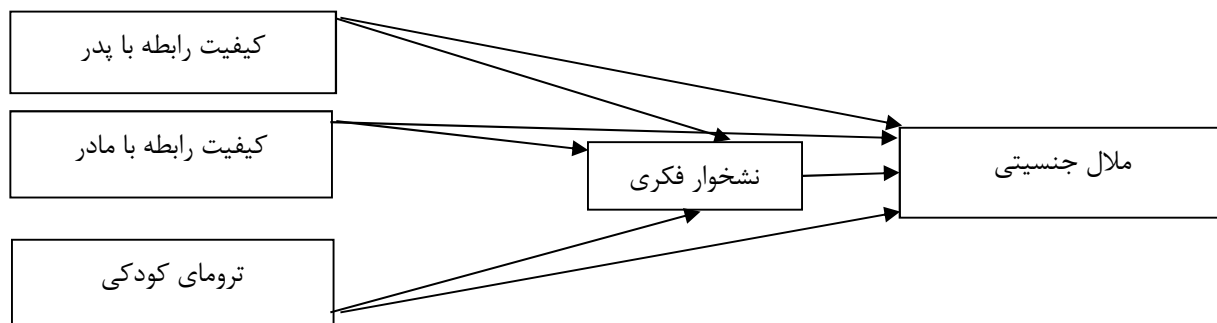 کیفیت رابطه با پدر
کیفیت رابطه با مادر
نشخوار فکری
ملال جنسیتی
ترومای کودکی